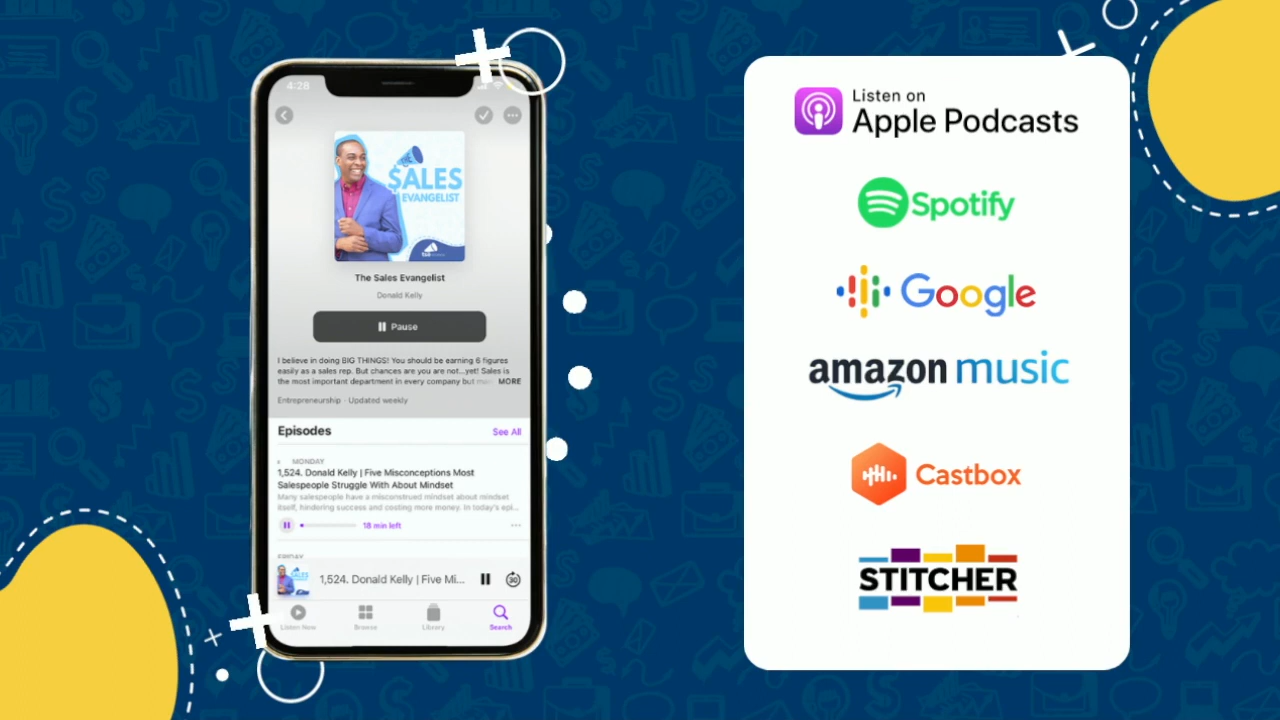 4:28
SALES
EVANGELIST
The Sales Evangelist
Donald Kelly
Pause
I believe in doing BIG THINGS! You should be earning 6 figures
easily as a sales rep. But chances are you are not...yet! Sales is
the most important department in every company but MORE
Entrepreneurship · Updated weekly
Episodes See All
MONDAY
1,524. Donald Kelly | Five Misconceptions Most
Salespeople Struggle With About Mindset
Many salespeople have a misconstrued mindset about mindset
itself, hindering success and costing more money. In today's epi...
18 min left
FRIDAY
1,524. Donald Kelly | Five Mi... 30
Listen Now Browse Library Search
Listen on
Apple Podcasts
Spotify
Google
amazon music
Castbox
STITCHER